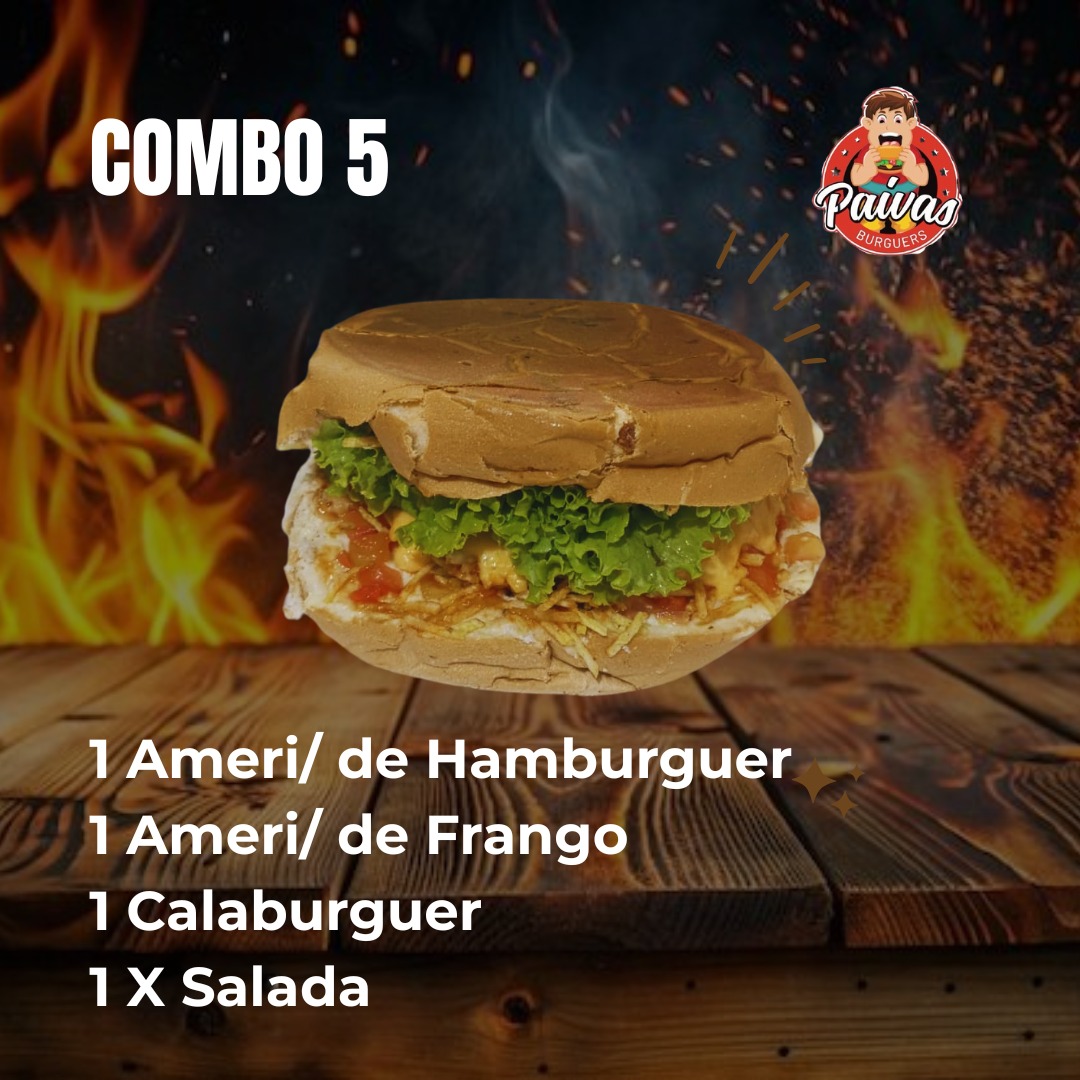 COMBO 5
Paivas
BURGUERS
1 Ameri/ de Hamburguer
1 Ameri/ de Frango
1 Calaburguer
1 X Salada